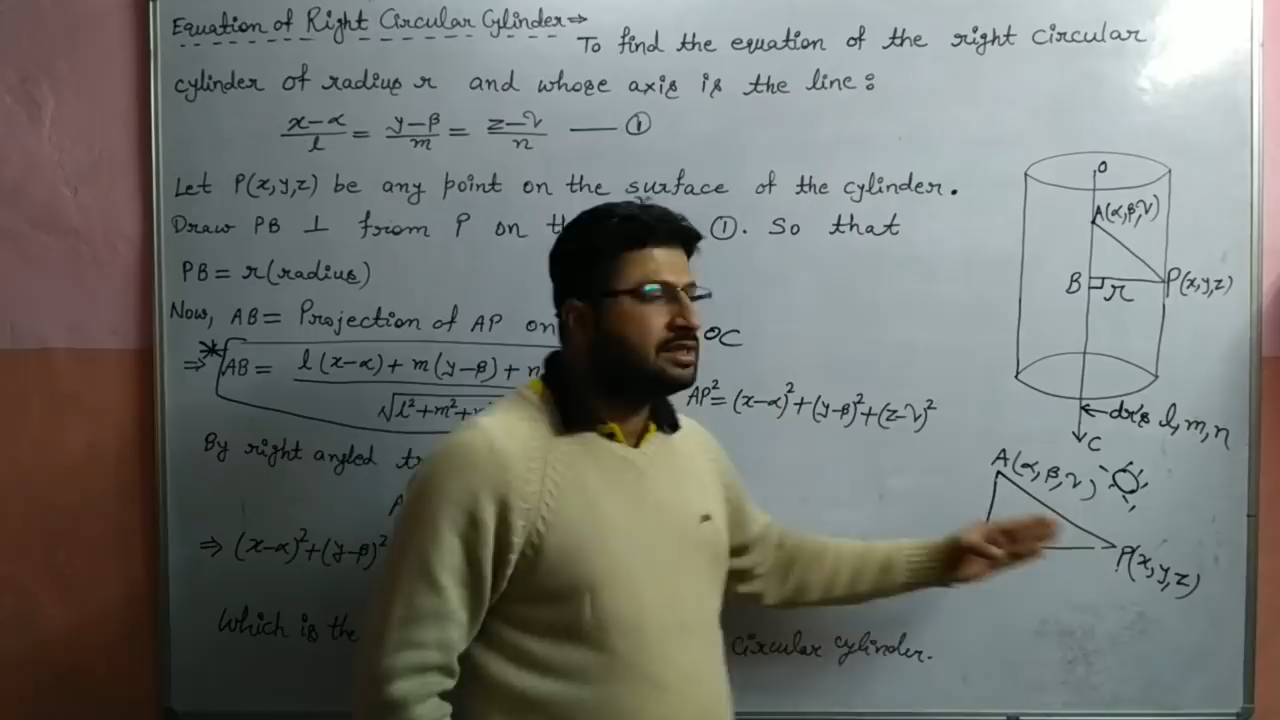 Equation of Right Circular Cylinder ⇒ To find the equation of the right circular
cylinder of radius r and whose axis is the line :
(x-α)/l = (y-β)/m = (z-γ)/n — ①
Let P(x,y,z) be any point on the surface of the cylinder.
Draw PB ⊥ from P on ①. So that
PB = r (radius)
Now, AB = Projection of AP on OC
* ⇒ AB = l(x-α) + m(y-β) + n
√l²+m²+
AP² = (x-α)²+(y-β)²+(z-γ)²
By right angled
⇒ (x-α)²+(y-β)²
Which is the circular cylinder.
O
A(α,β,γ)
B r P(x,y,z)
dr's l,m,n
C
A(α,β,γ)
P(x,y,z)